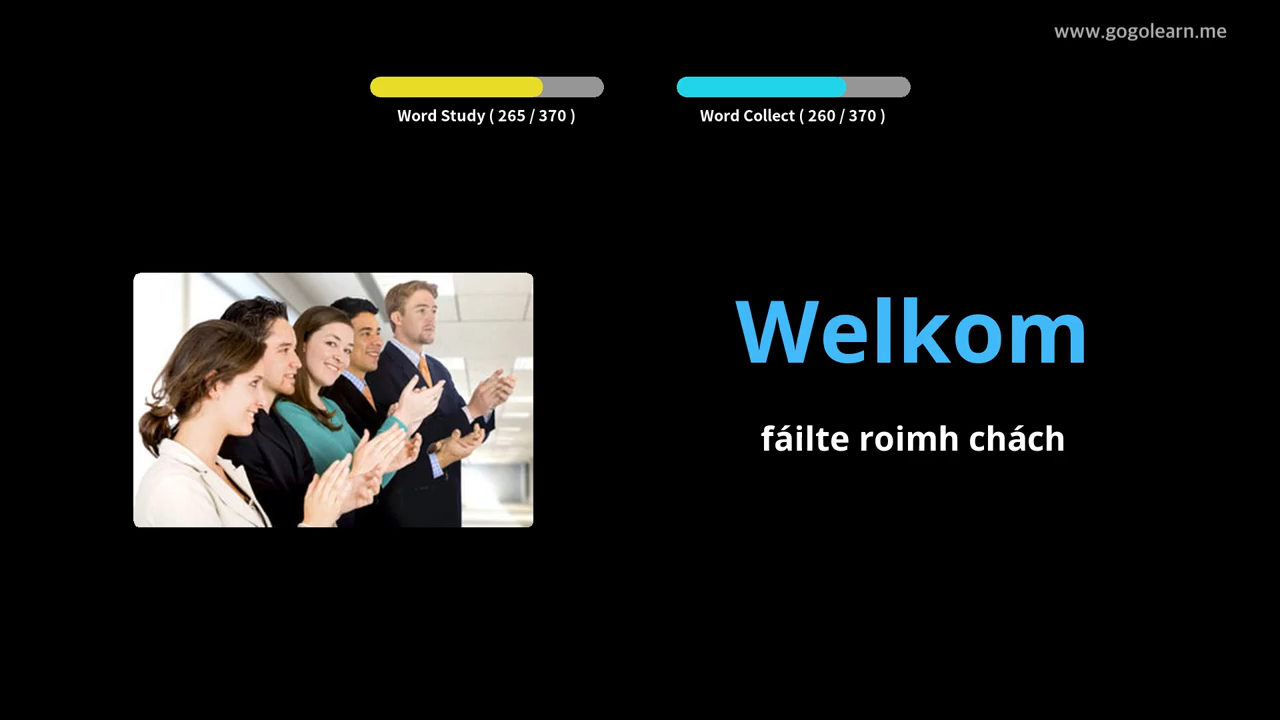 www.gogolearn.me
Word Study ( 265 / 370 )
Word Collect ( 260 / 370 )
Welkom
fáilte roimh chách